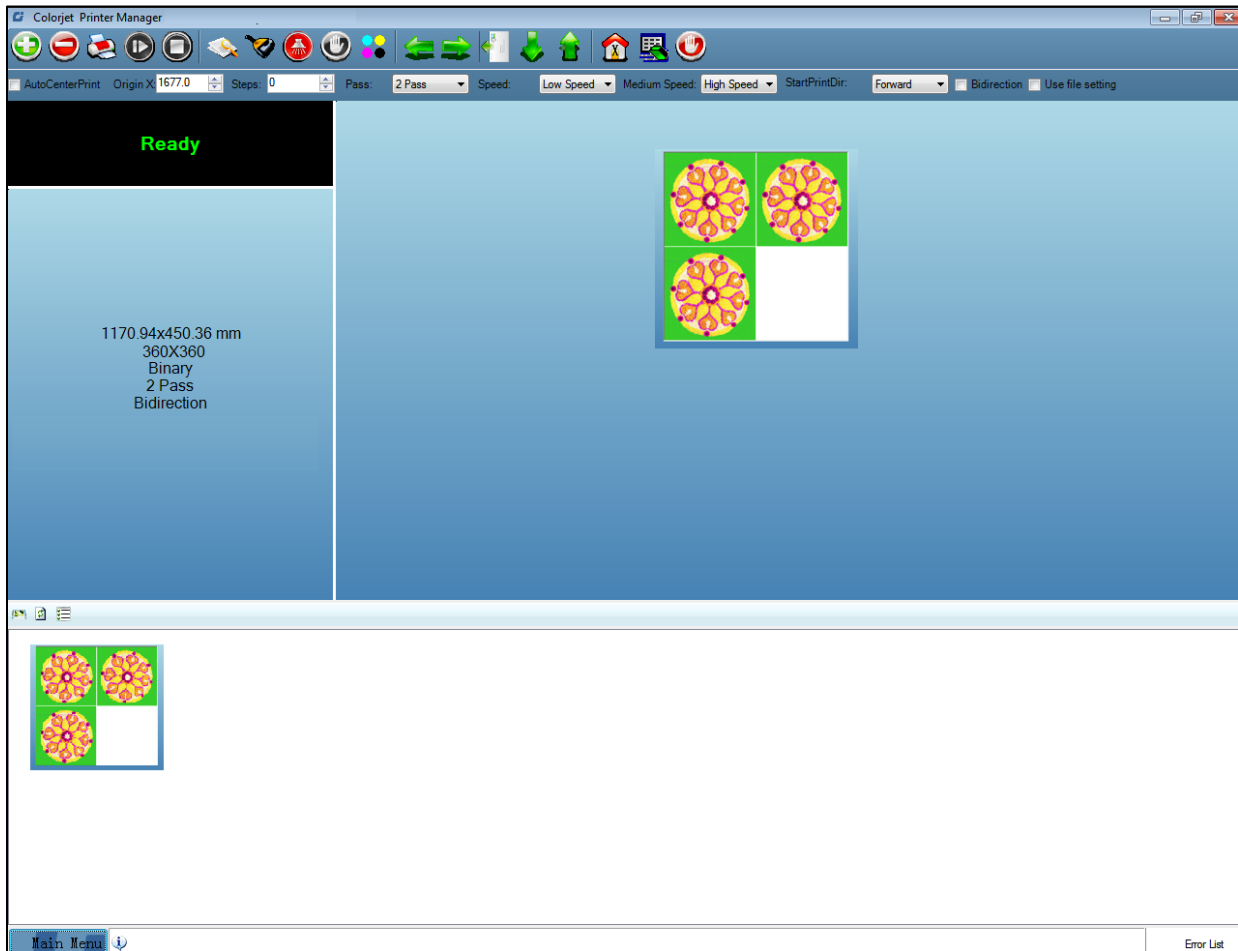 Colorjet Printer Manager
AutoCenterPrint Origin X: 1677.0 Steps: 0 Pass: 2 Pass Speed: Low Speed Medium Speed: High Speed StartPrintDir: Forward Bidirection Use file setting
Ready
1170.94x450.36 mm
360X360
Binary
2 Pass
Bidirection
Main Menu
Error List